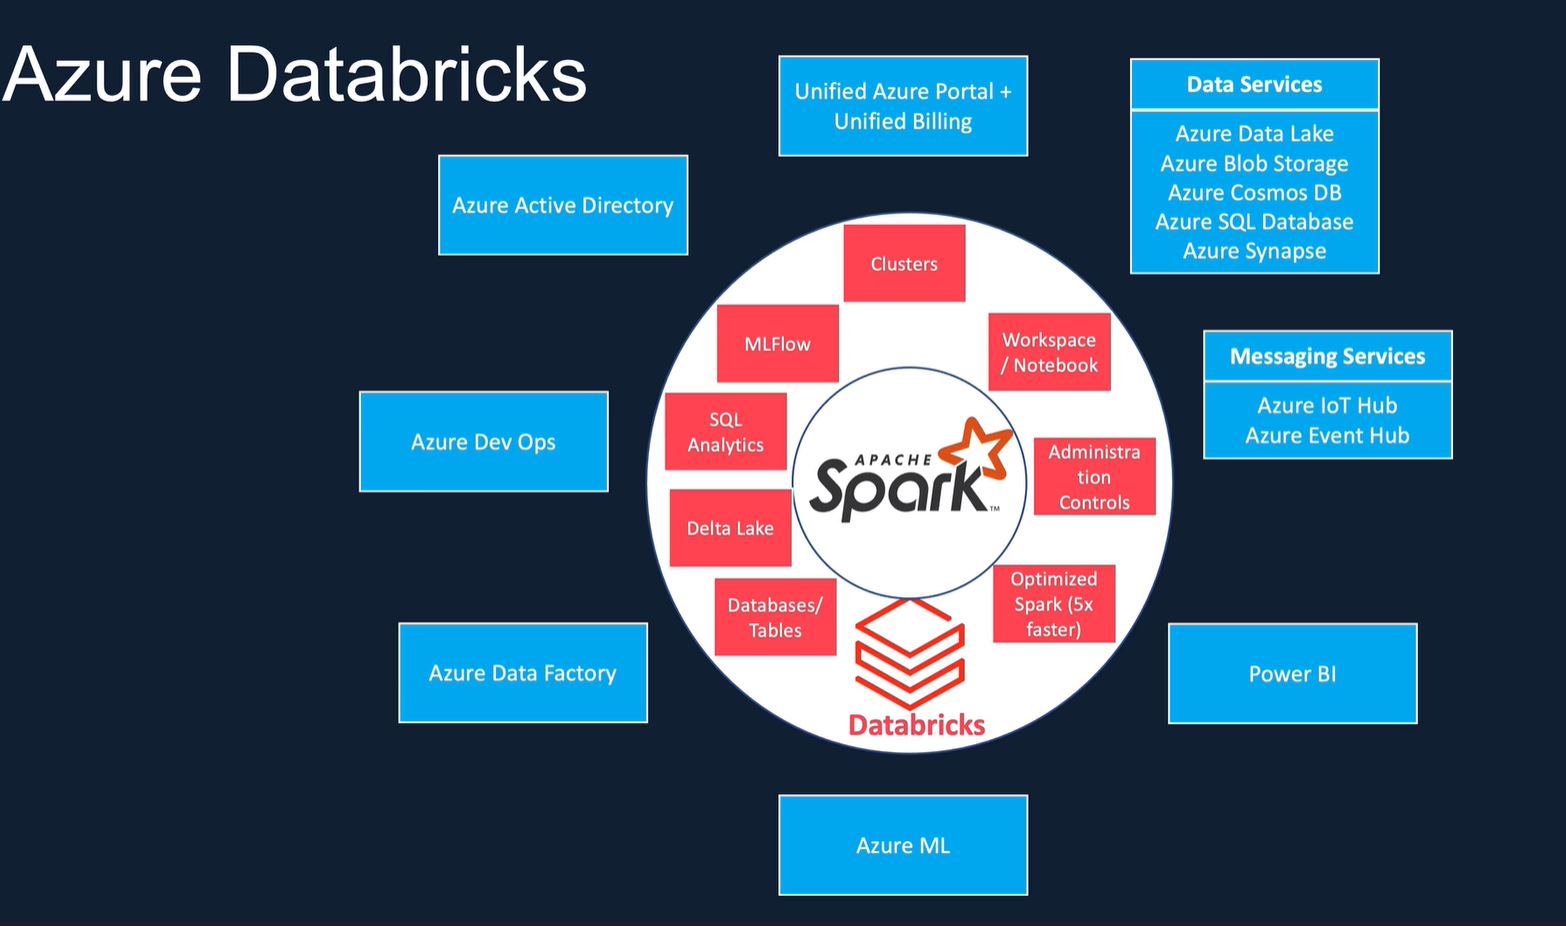 Azure Databricks
Unified Azure Portal +
Unified Billing
Data Services
Azure Data Lake
Azure Blob Storage
Azure Cosmos DB
Azure SQL Database
Azure Synapse
Azure Active Directory
Clusters
MLFlow
Workspace
/ Notebook
Messaging Services
Azure IoT Hub
Azure Event Hub
Azure Dev Ops
SQL
Analytics
APACHE
Spark™
Administra
tion
Controls
Delta Lake
Databases/
Tables
Optimized
Spark (5x
faster)
Databricks
Azure Data Factory
Power BI
Azure ML